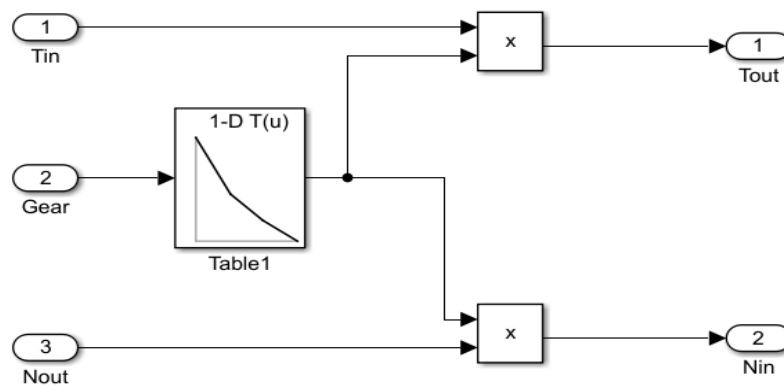 1
Tin
x
1
Tout
1-D T(u)
2
Gear
Table1
3
Nout
x
2
Nin